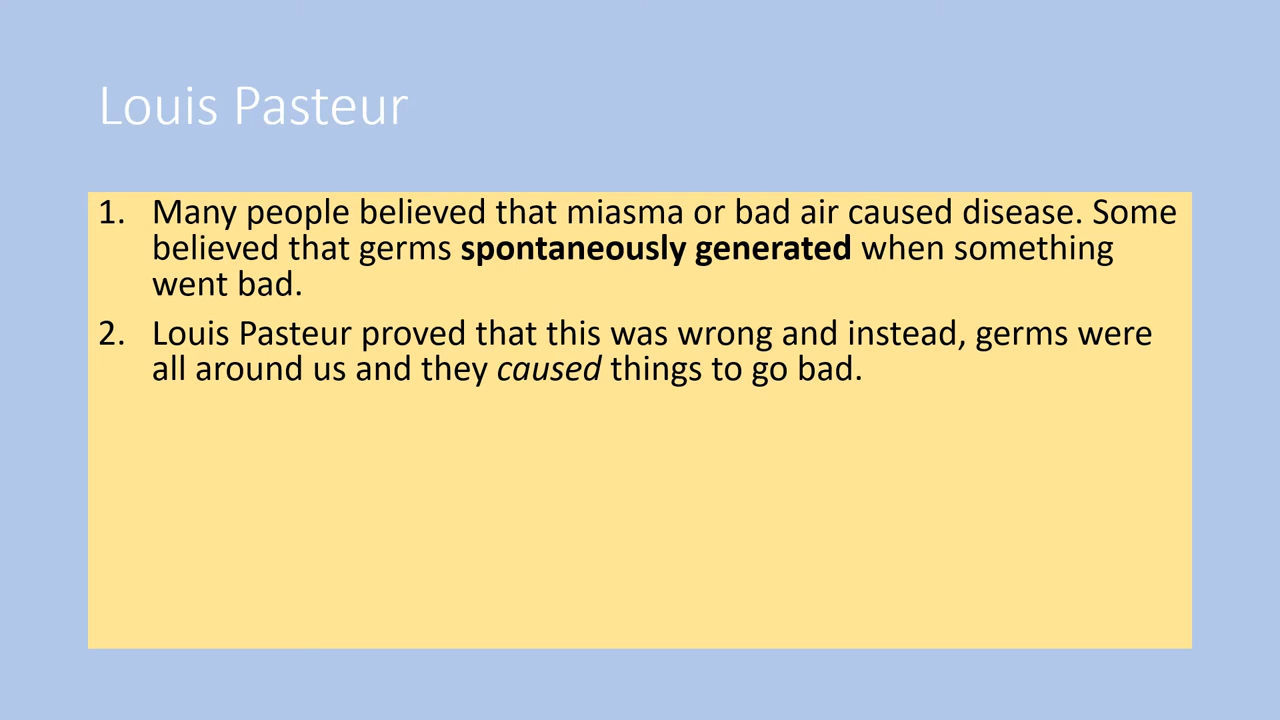 Louis Pasteur
1. Many people believed that miasma or bad air caused disease. Some
believed that germs spontaneously generated when something
went bad.
2. Louis Pasteur proved that this was wrong and instead, germs were
all around us and they caused things to go bad.